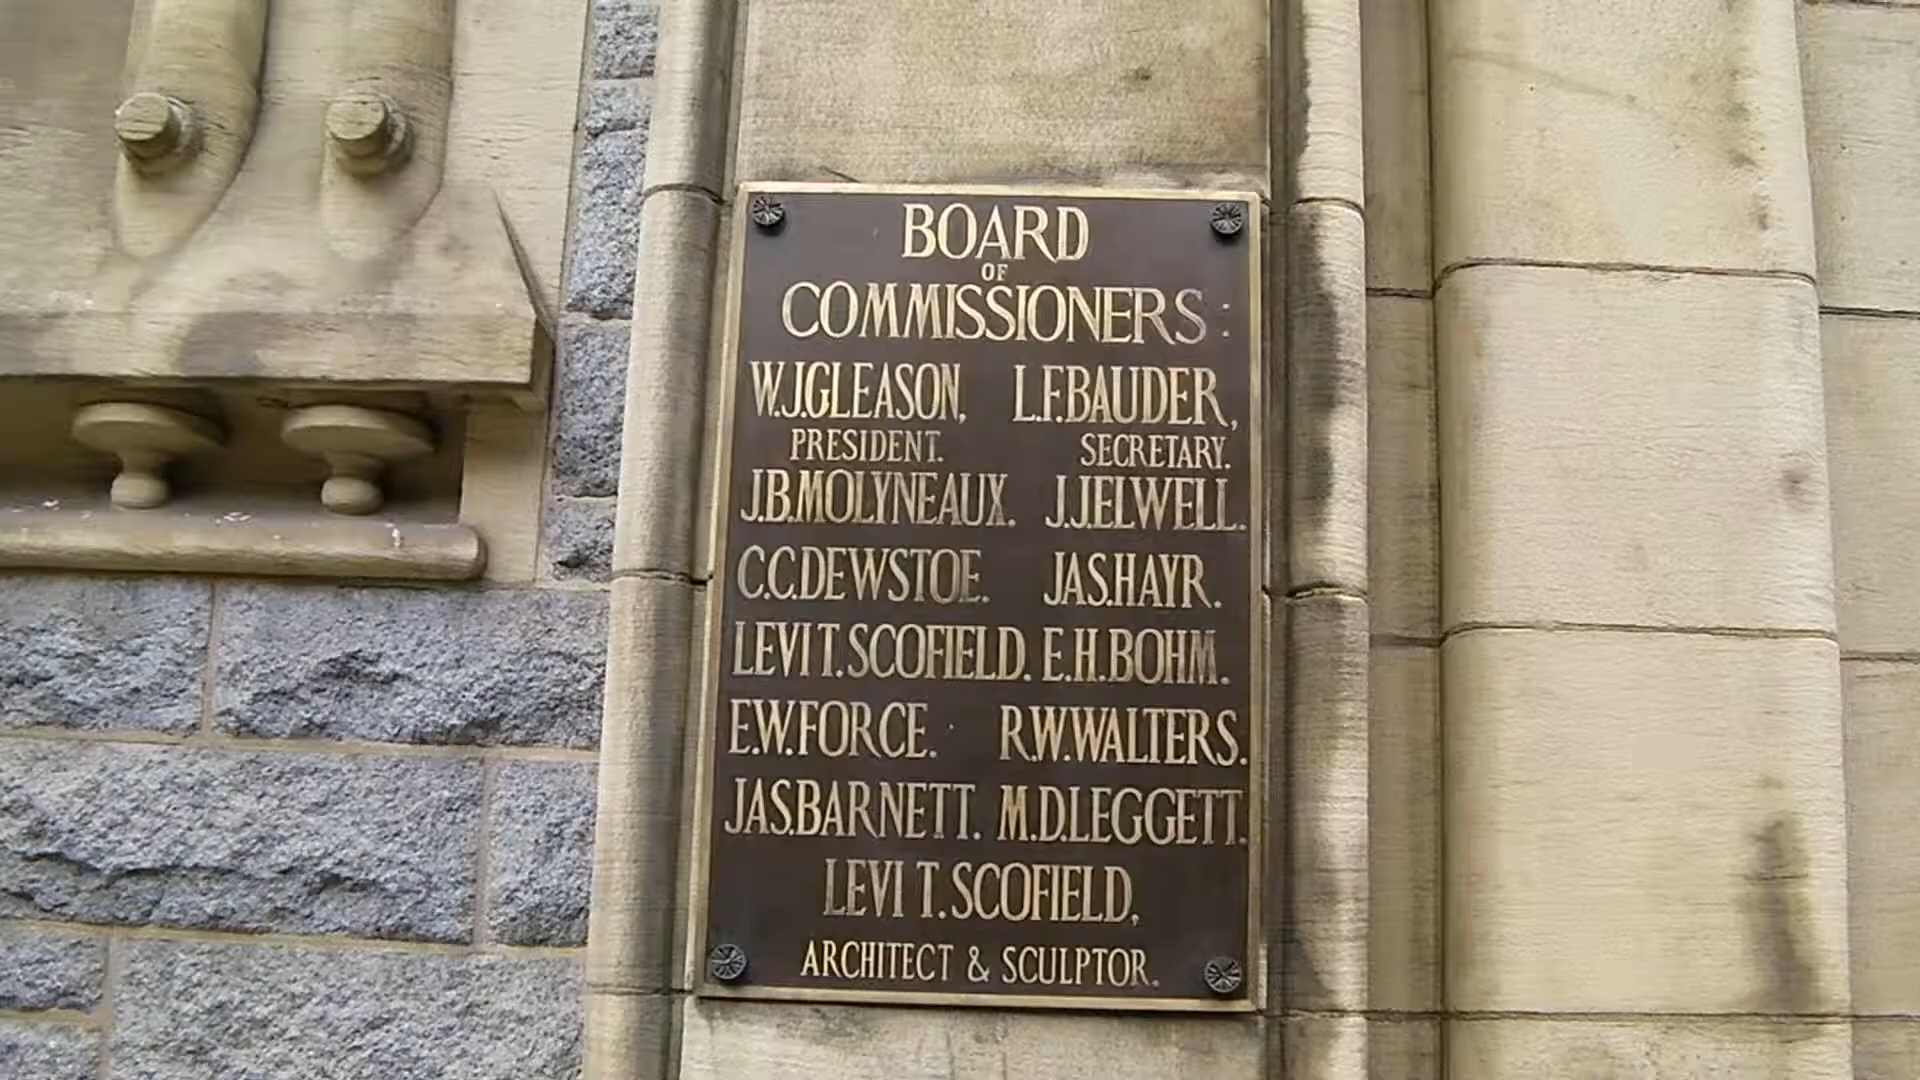 BOARD
OF
COMMISSIONERS:
W.J.GLEASON, L.F.BAUDER,
PRESIDENT. SECRETARY.
J.B.MOLYNEAUX. J.J.ELWELL.
C.C.DEWSTOE. JAS.HAYR.
LEVI T. SCOFIELD. E.H.BOHM.
E.W.FORCE. R.W.WALTERS.
JAS.BARNETT. M.D.LEGGETT.
LEVI T. SCOFIELD,
ARCHITECT & SCULPTOR.